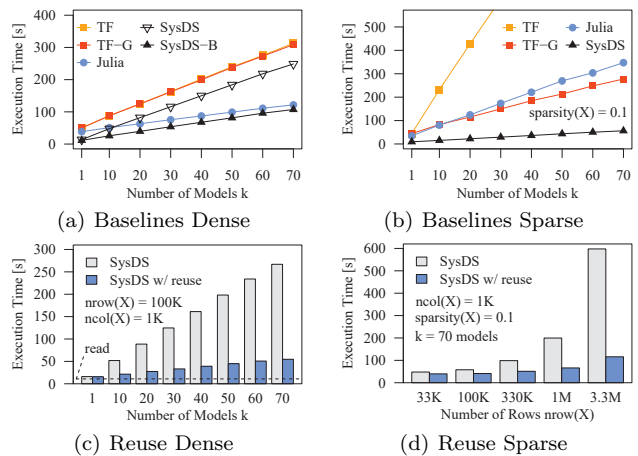 Execution Time [s]
400
300
200
100
0
TF
TF-G
Julia
SysDS
SysDS-B
1 10 20 30 40 50 60 70
Number of Models k
(a) Baselines Dense
Execution Time [s]
500
400
300
200
100
0
TF
TF-G
Julia
SysDS
sparsity(X) = 0.1
1 10 20 30 40 50 60 70
Number of Models k
(b) Baselines Sparse
Execution Time [s]
300
250
200
150
100
50
0
SysDS
SysDS w/ reuse
nrow(X) = 100K
ncol(X) = 1K
read
1 10 20 30 40 50 60 70
Number of Models k
(c) Reuse Dense
Execution Time [s]
600
500
400
300
200
100
0
SysDS
SysDS w/ reuse
ncol(X) = 1K
sparsity(X) = 0.1
k = 70 models
33K 100K 330K 1M 3.3M
Number of Rows nrow(X)
(d) Reuse Sparse